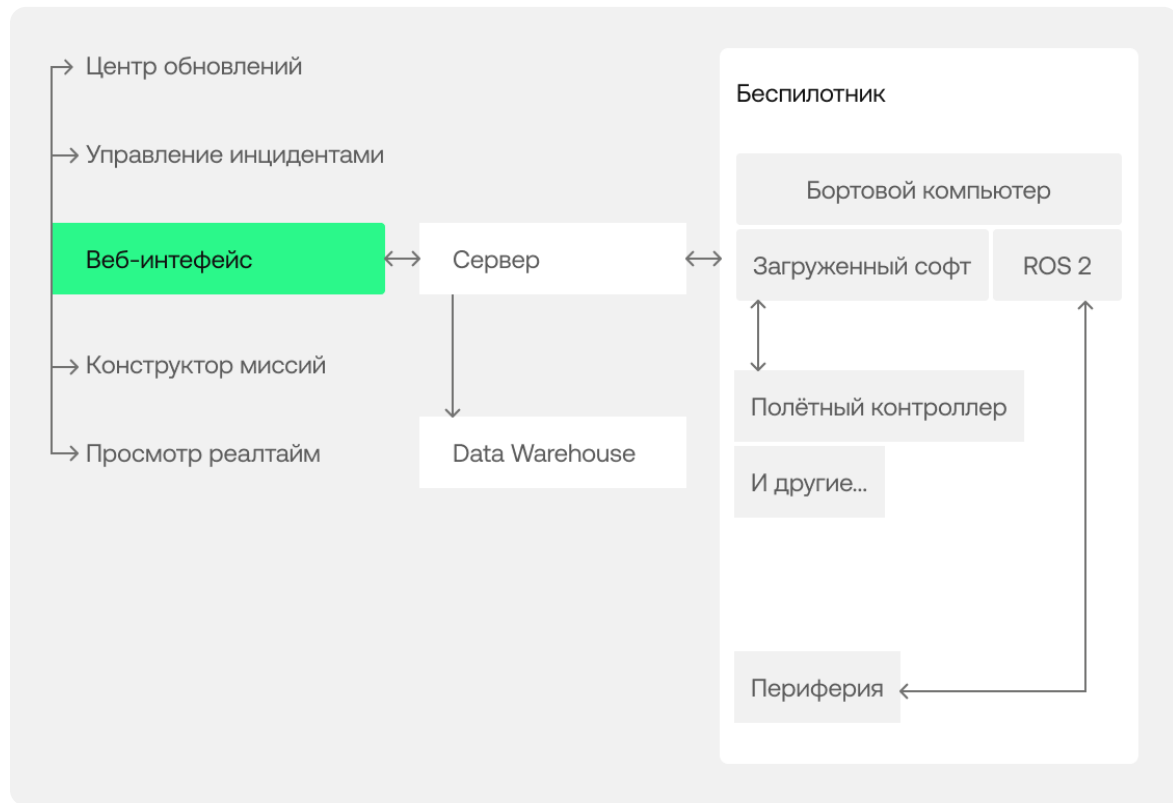 Центр обновлений
Управление инцидентами
Веб-интефейс
Конструктор миссий
Просмотр реалтайм
Сервер
Data Warehouse
Беспилотник
Бортовой компьютер
Загруженный софт
ROS 2
Полётный контроллер
И другие...
Периферия